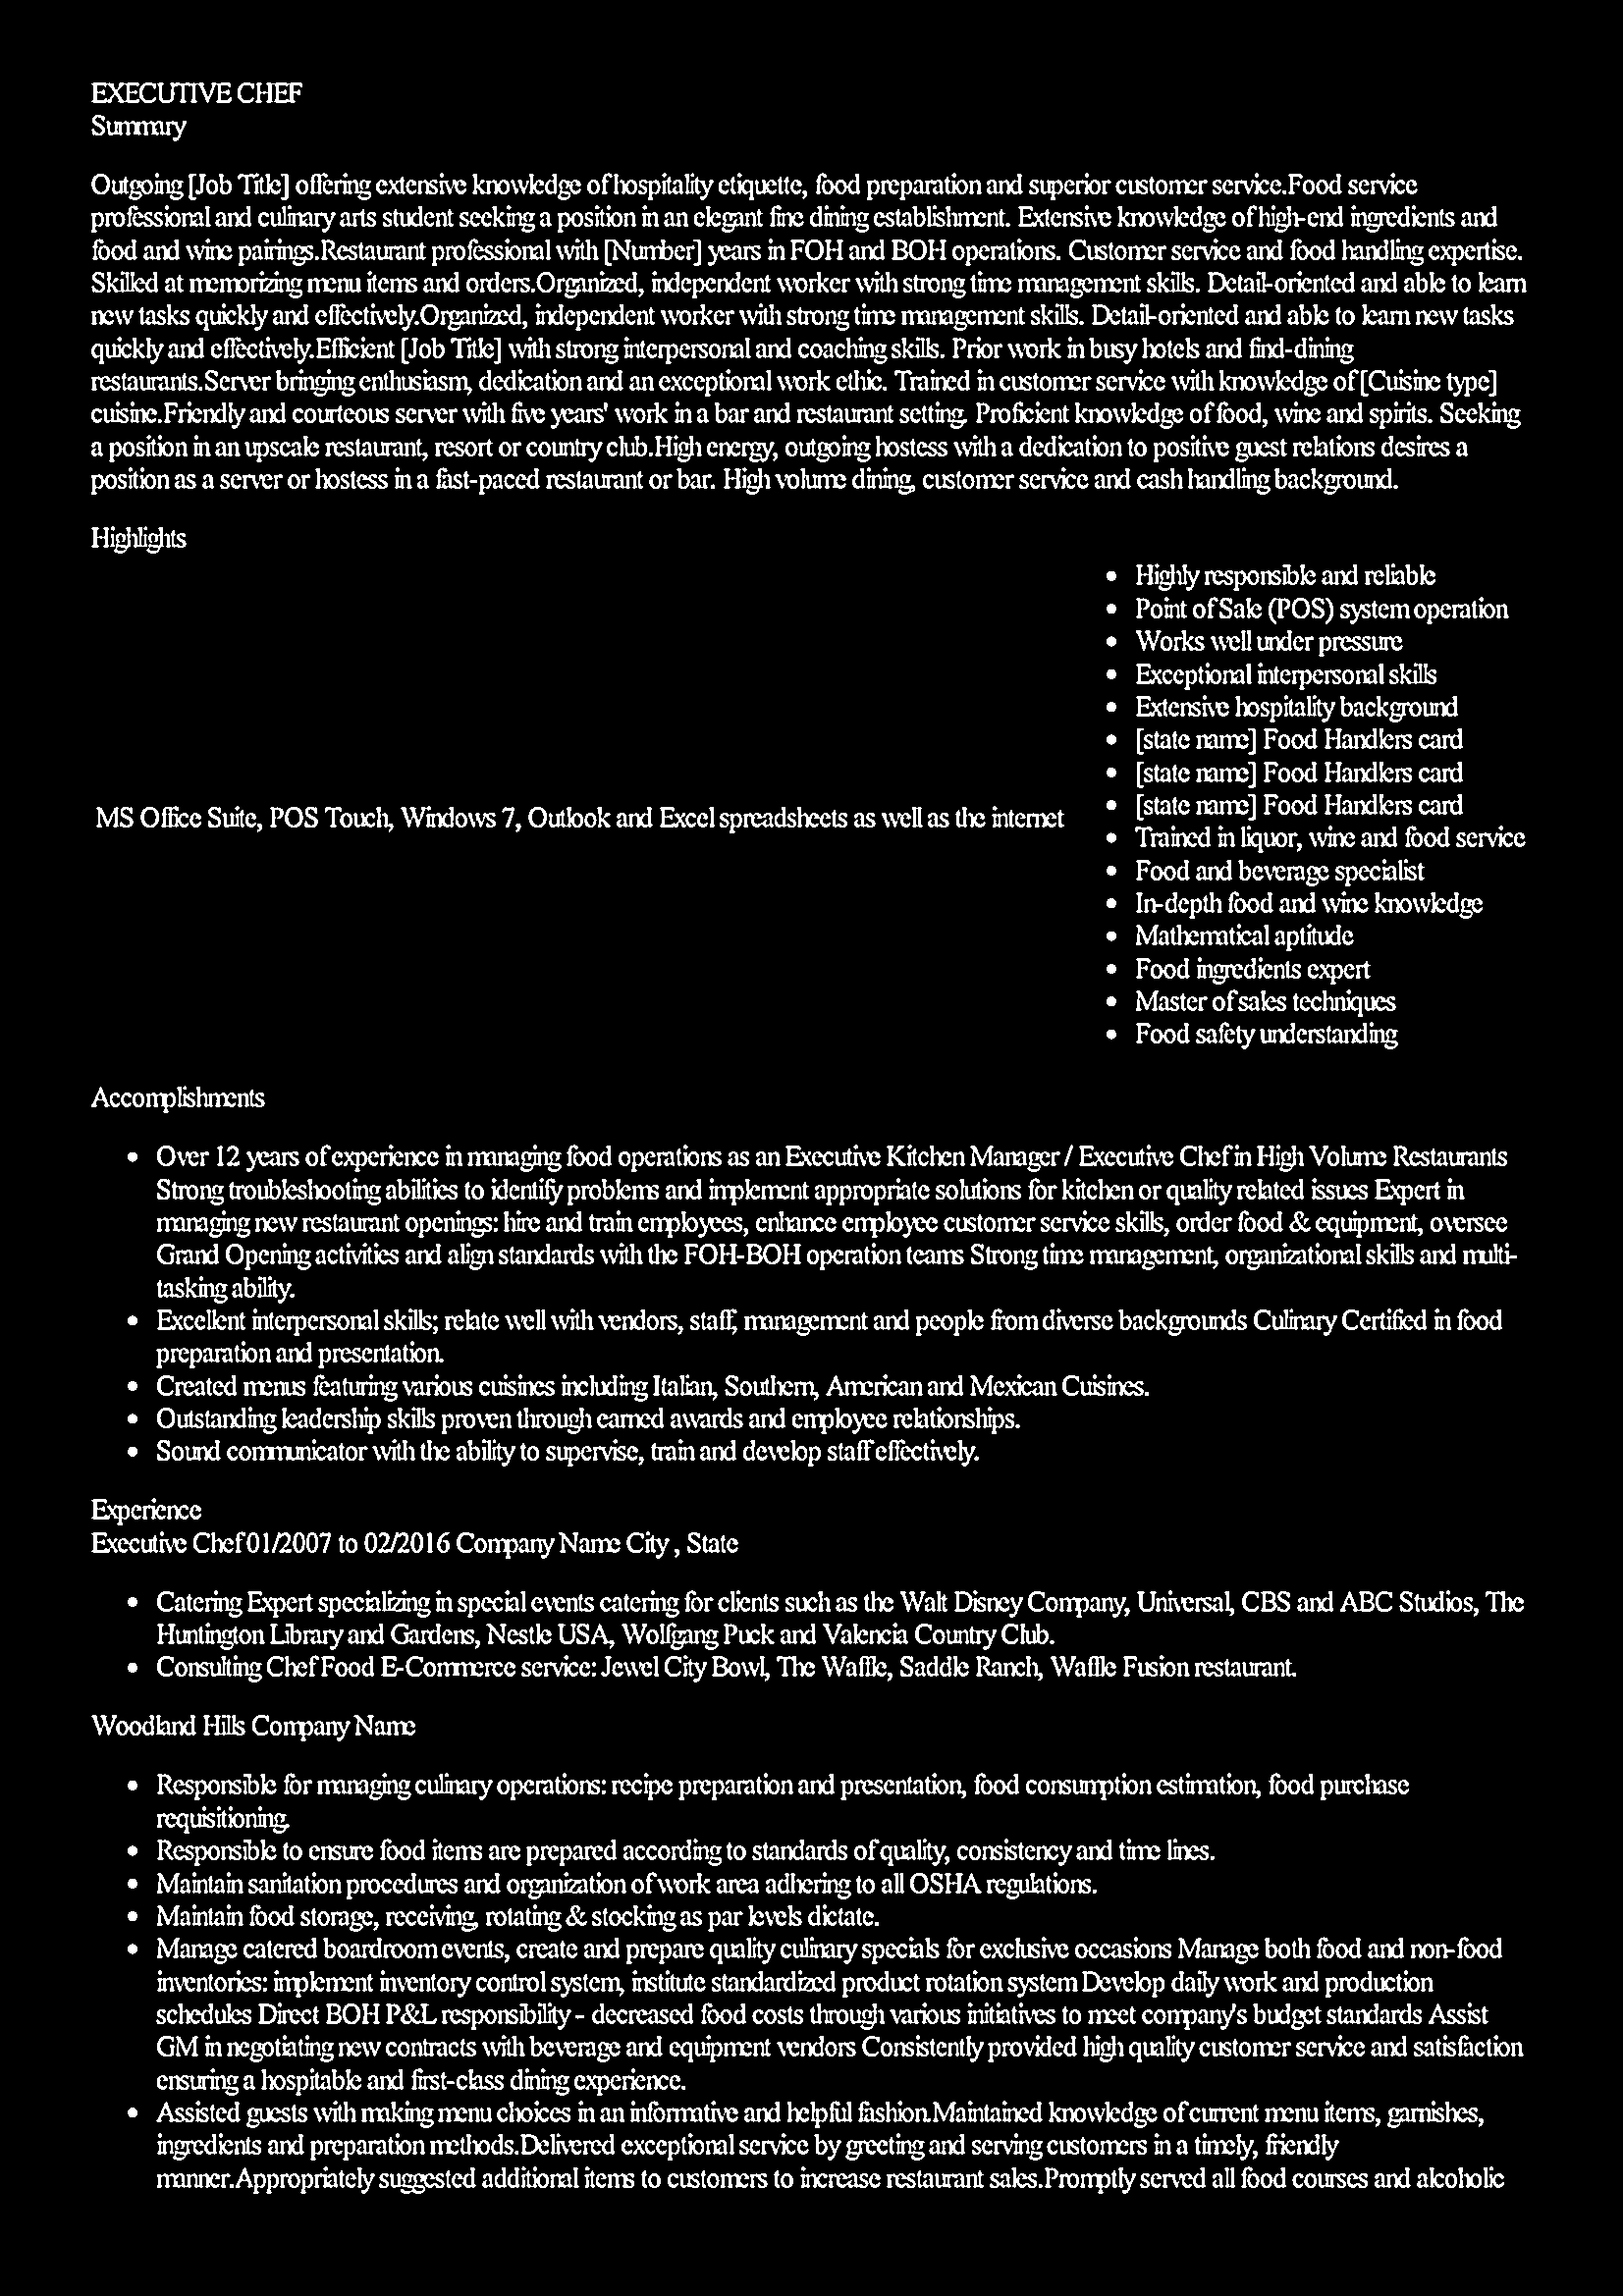 EXECUTIVE CHEF
Summary
Outgoing [Job Title] offering extensive knowledge of hospitality etiquette, food preparation and superior customer service.Food service
professional and culinary arts student seeking a position in an elegant fine dining establishment. Extensive knowledge of high-end ingredients and
food and wine pairings.Restaurant professional with [Number] years in FOH and BOH operations. Customer service and food handling expertise.
Skilled at memorizing menu items and orders.Organized, independent worker with strong time management skills. Detail-oriented and able to learn
new tasks quickly and effectively.Organized, independent worker with strong time management skills. Detail-oriented and able to learn new tasks
quickly and effectively.Efficient [Job Title] with strong interpersonal and coaching skills. Prior work in busy hotels and find-dining
restaurants.Server bringing enthusiasm, dedication and an exceptional work ethic. Trained in customer service with knowledge of [Cuisine type]
cuisine.Friendly and courteous server with five years' work in a bar and restaurant setting. Proficient knowledge of food, wine and spirits. Seeking
a position in an upscale restaurant, resort or country club.High energy, outgoing hostess with a dedication to positive guest relations desires a
position as a server or hostess in a fast-paced restaurant or bar. High volume dining, customer service and cash handling background.
Highlights
MS Office Suite, POS Touch, Windows 7, Outlook and Excel spreadsheets as well as the internet
• Highly responsible and reliable
• Point of Sale (POS) system operation
• Works well under pressure
• Exceptional interpersonal skills
• Extensive hospitality background
• [state name] Food Handlers card
• [state name] Food Handlers card
• [state name] Food Handlers card
• Trained in liquor, wine and food service
• Food and beverage specialist
• In-depth food and wine knowledge
• Mathematical aptitude
• Food ingredients expert
• Master of sales techniques
• Food safety understanding
Accomplishments
• Over 12 years of experience in managing food operations as an Executive Kitchen Manager / Executive Chef in High Volume Restaurants
Strong troubleshooting abilities to identify problems and implement appropriate solutions for kitchen or quality related issues Expert in
managing new restaurant openings: hire and train employees, enhance employee customer service skills, order food & equipment, oversee
Grand Opening activities and align standards with the FOH-BOH operation teams Strong time management, organizational skills and multi-
tasking ability.
• Excellent interpersonal skills; relate well with vendors, staff, management and people from diverse backgrounds Culinary Certified in food
preparation and presentation.
• Created menus featuring various cuisines including Italian, Southern, American and Mexican Cuisines.
• Outstanding leadership skills proven through earned awards and employee relationships.
• Sound communicator with the ability to supervise, train and develop staff effectively.
Experience
Executive Chef 01/2007 to 02/2016 Company Name City , State
• Catering Expert specializing in special events catering for clients such as the Walt Disney Company, Universal, CBS and ABC Studios, The
Huntington Library and Gardens, Nestle USA, Wolfgang Puck and Valencia Country Club.
• Consulting Chef Food E-Commerce service: Jewel City Bowl, The Waffle, Saddle Ranch, Waffle Fusion restaurant.
Woodland Hills Company Name
• Responsible for managing culinary operations: recipe preparation and presentation, food consumption estimation, food purchase
requisitioning.
• Responsible to ensure food items are prepared according to standards of quality, consistency and time lines.
• Maintain sanitation procedures and organization of work area adhering to all OSHA regulations.
• Maintain food storage, receiving, rotating & stocking as par levels dictate.
• Manage catered boardroom events, create and prepare quality culinary specials for exclusive occasions Manage both food and non-food
inventories: implement inventory control system, institute standardized product rotation system Develop daily work and production
schedules Direct BOH P&L responsibility - decreased food costs through various initiatives to meet company's budget standards Assist
GM in negotiating new contracts with beverage and equipment vendors Consistently provided high quality customer service and satisfaction
ensuring a hospitable and first-class dining experience.
• Assisted guests with making menu choices in an informative and helpful fashion.Maintained knowledge of current menu items, garnishes,
ingredients and preparation methods.Delivered exceptional service by greeting and serving customers in a timely, friendly
manner.Appropriately suggested additional items to customers to increase restaurant sales.Promptly served all food courses and alcoholic